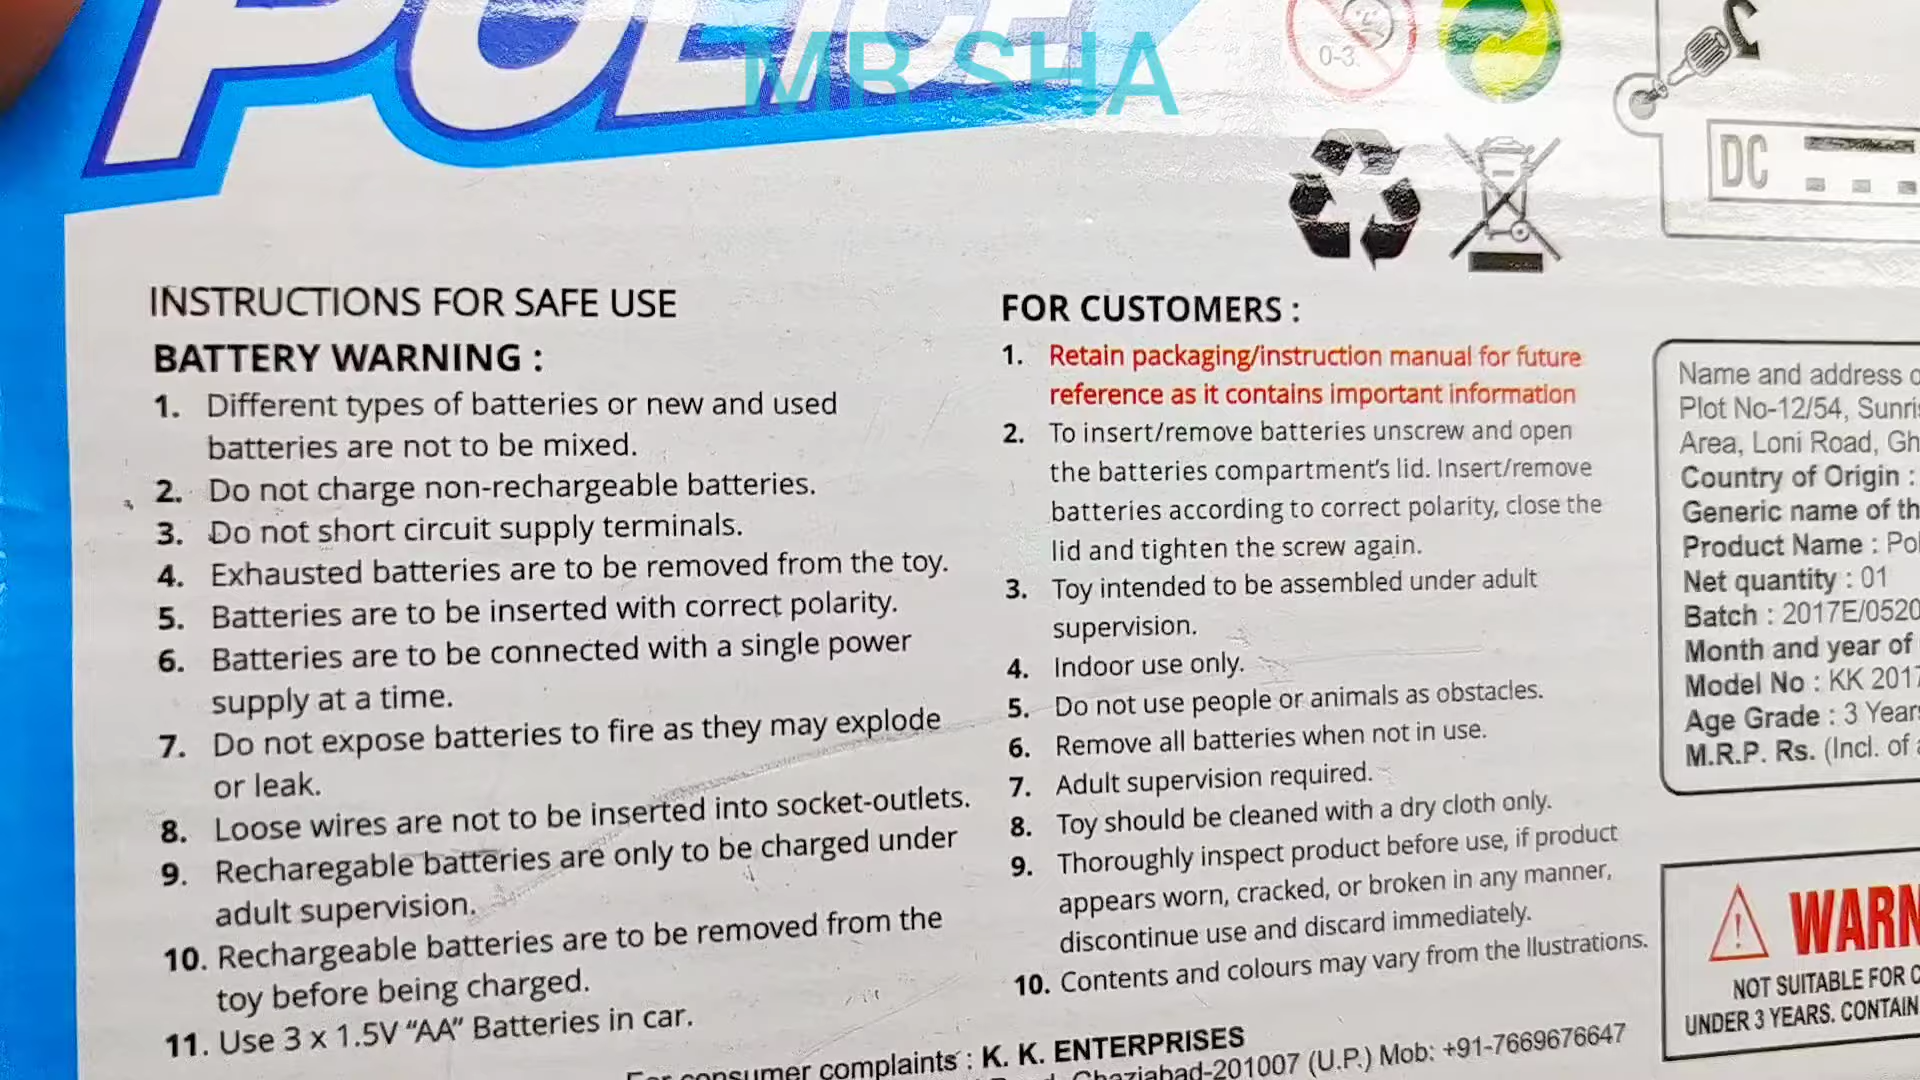 POLICE
MR SHA
0-3
DC
INSTRUCTIONS FOR SAFE USE
BATTERY WARNING :
1. Different types of batteries or new and used
batteries are not to be mixed.
2. Do not charge non-rechargeable batteries.
3. Do not short circuit supply terminals.
4. Exhausted batteries are to be removed from the toy.
5. Batteries are to be inserted with correct polarity.
6. Batteries are to be connected with a single power
supply at a time.
7. Do not expose batteries to fire as they may explode
or leak.
8. Loose wires are not to be inserted into socket-outlets.
9. Recharegable batteries are only to be charged under
adult supervision.
10. Rechargeable batteries are to be removed from the
toy before being charged.
11. Use 3 x 1.5V “AA” Batteries in car.
FOR CUSTOMERS :
1. Retain packaging/instruction manual for future
reference as it contains important information
2. To insert/remove batteries unscrew and open
the batteries compartment's lid. Insert/remove
batteries according to correct polarity, close the
lid and tighten the screw again.
3. Toy intended to be assembled under adult
supervision.
4. Indoor use only.
5. Do not use people or animals as obstacles.
6. Remove all batteries when not in use.
7. Adult supervision required.
8. Toy should be cleaned with a dry cloth only.
9. Thoroughly inspect product before use, if product
appears worn, cracked, or broken in any manner,
discontinue use and discard immediately.
10. Contents and colours may vary from the Ilustrations.
For consumer complaints : K. K. ENTERPRISES
Ghaziabad-201007 (U.P.) Mob: +91-7669676647
Name and address
Plot No-12/54,
Area, Loni Road,
Country of Origin :
Generic name of
Product Name :
Net quantity : 01
Batch : 2017E/0520
Month and year of
Model No : KK 2017
Age Grade : 3
M.R.P. Rs. (Incl. of
NOT SUITABLE FOR
UNDER 3 YEARS.